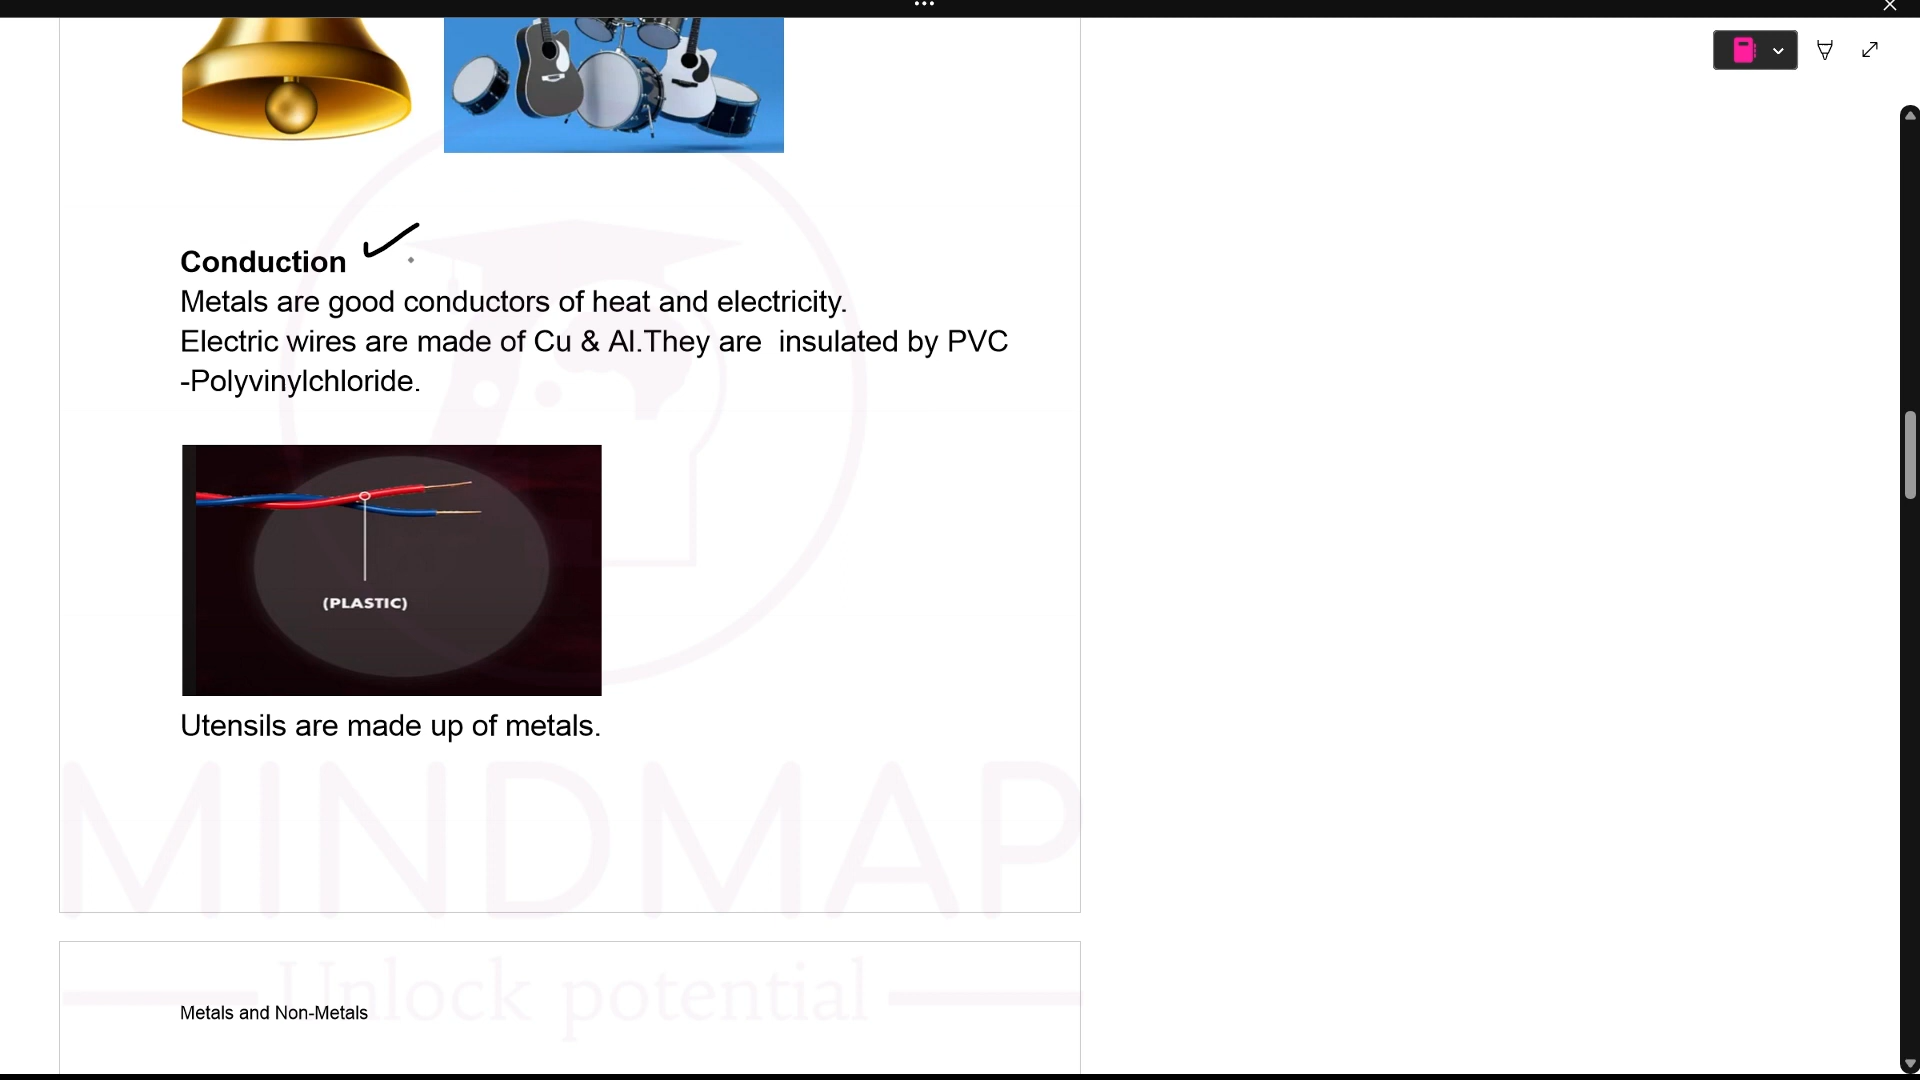 Conduction
Metals are good conductors of heat and electricity.
Electric wires are made of Cu & Al.They are  insulated by PVC
-Polyvinylchloride.
(PLASTIC)
Utensils are made up of metals.
MINDMAP
Unlock potential
Metals and Non-Metals